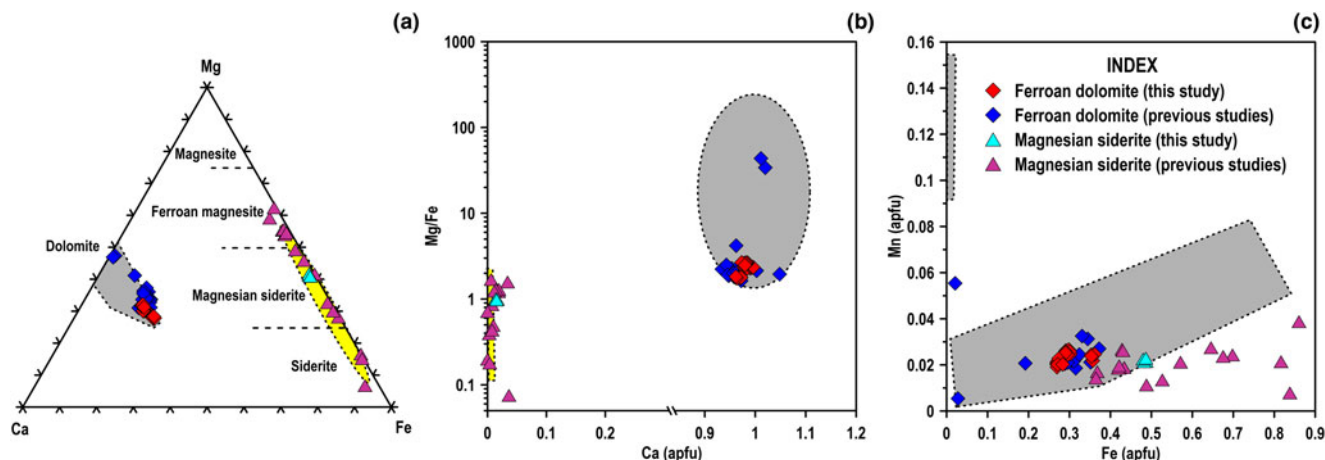 (a)
Mg
Magnesite
Ferroan magnesite
Dolomite
Magnesian siderite
Siderite
Ca
Fe
(b)
1000
100
10
1
0.1
Mg/Fe
0
0.1
0.2
0.9
1
1.1
1.2
Ca (apfu)
(c)
0.16
0.14
0.12
0.1
0.08
0.06
0.04
0.02
0
Mn (apfu)
INDEX
Ferroan dolomite (this study)
Ferroan dolomite (previous studies)
Magnesian siderite (this study)
Magnesian siderite (previous studies)
0
0.1
0.2
0.3
0.4
0.5
0.6
0.7
0.8
0.9
Fe (apfu)